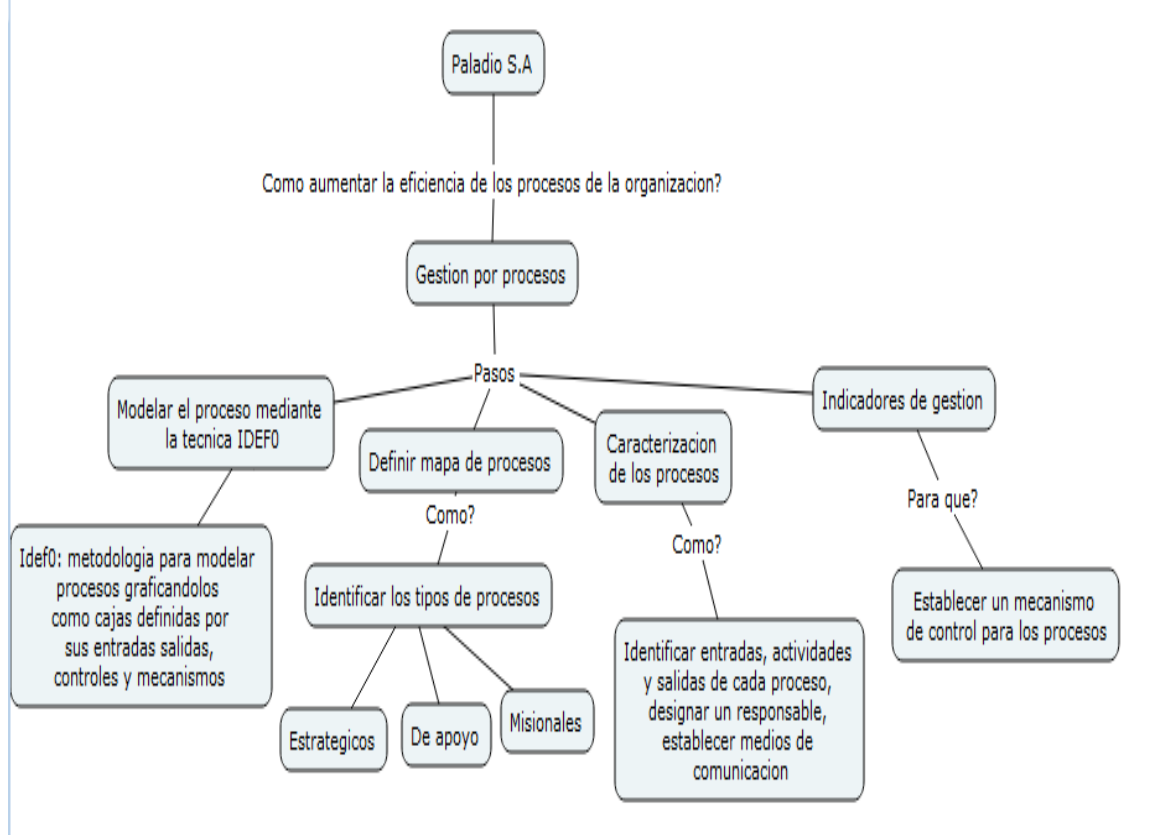 Paladio S.A
Como aumentar la eficiencia de los procesos de la organizacion?
Gestion por procesos
Pasos
Modelar el proceso mediante
la tecnica IDEF0
Idef0: metodologia para modelar
procesos graficandolos
como cajas definidas por
sus entradas salidas,
controles y mecanismos
Definir mapa de procesos
Como?
Identificar los tipos de procesos
Estrategicos
De apoyo
Misionales
Caracterizacion
de los procesos
Como?
Identificar entradas, actividades
y salidas de cada proceso,
designar un responsable,
establecer medios de
comunicacion
Indicadores de gestion
Para que?
Establecer un mecanismo
de control para los procesos